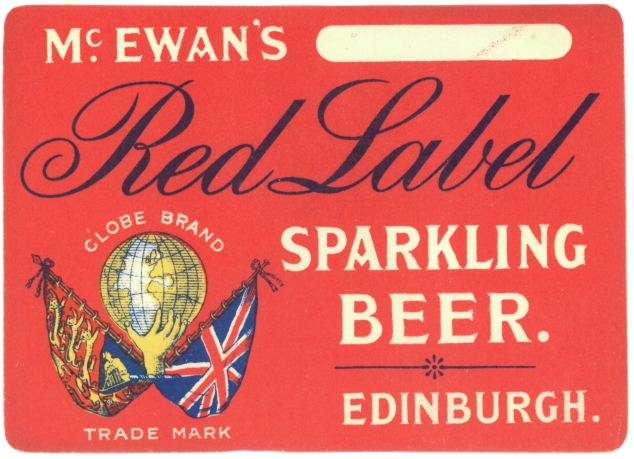 Mc. EWAN'S
Red Label
GLOBE BRAND
SPARKLING
BEER.
EDINBURGH.
TRADE MARK